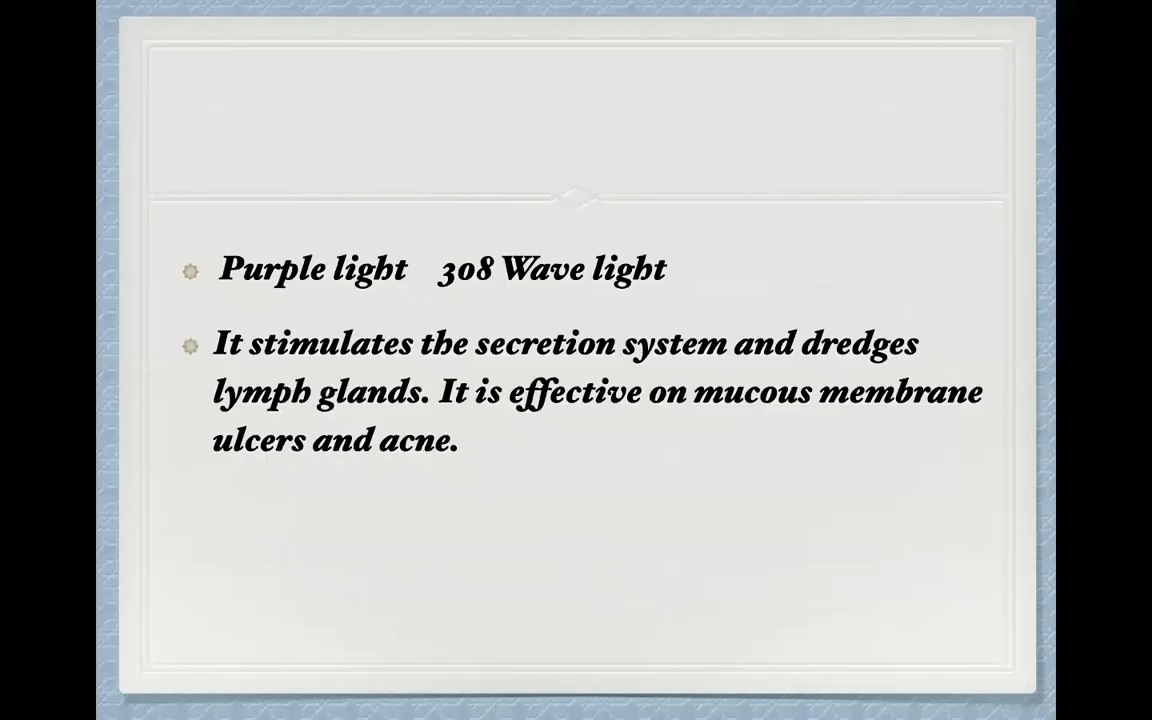 Purple light 308 Wave light
It stimulates the secretion system and dredges
lymph glands. It is effective on mucous membrane
ulcers and acne.